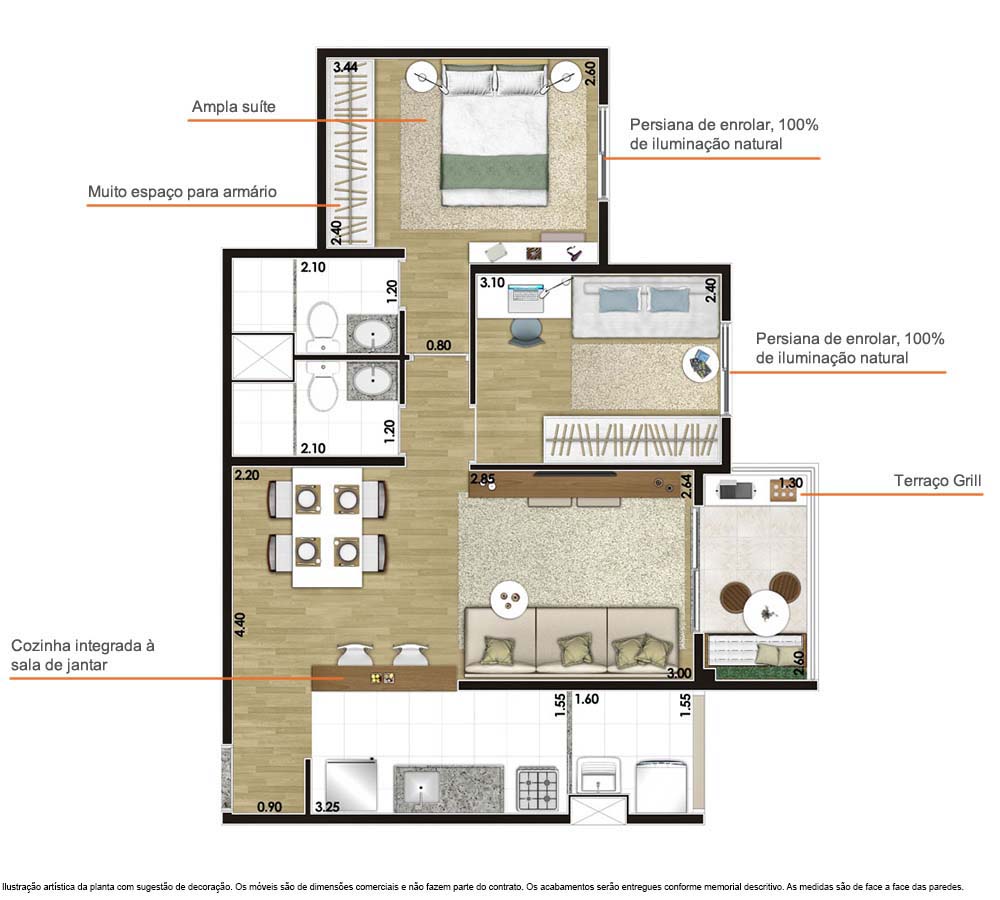 3.44
2.60
Ampla suíte
Persiana de enrolar, 100%
de iluminação natural
Muito espaço para armário
2.40
2.10
1.20
3.10
2.40
0.80
Persiana de enrolar, 100%
de iluminação natural
1.20
2.10
2.20
2.85
2.64
1.30
Terraço Grill
4.40
Cozinha integrada à
sala de jantar
3.00
2.60
1.55
1.60
1.55
0.90
3.25
Ilustração artística da planta com sugestão de decoração. Os móveis são de dimensões comerciais e não fazem parte do contrato. Os acabamentos serão entregues conforme memorial descritivo. As medidas são de face a face das paredes.